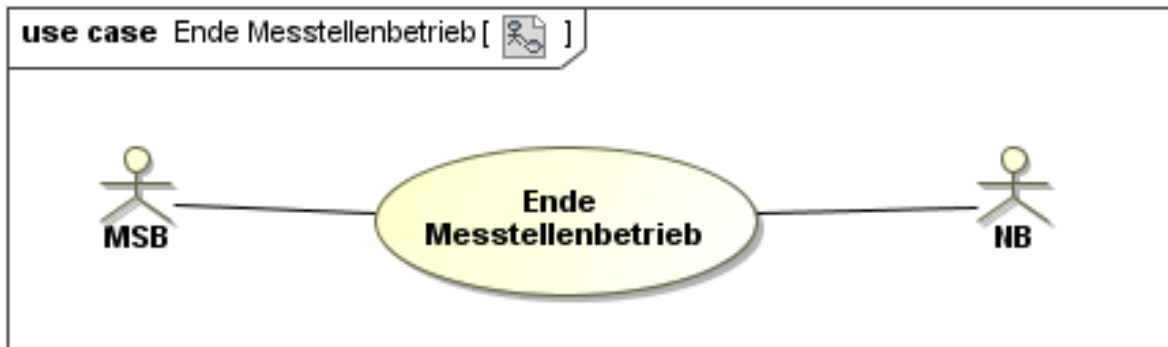 use case Ende Messtellenbetrieb [ ]
Ende
Messtellenbetrieb
MSB
NB